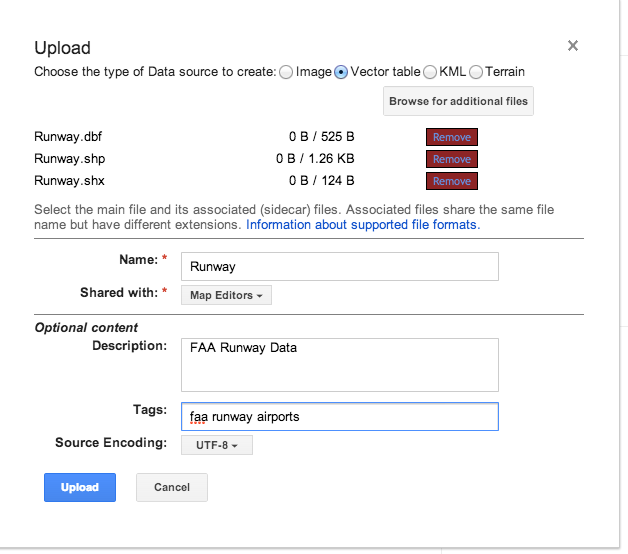 Upload
Choose the type of Data source to create: Image Vector table KML Terrain
Browse for additional files
Runway.dbf 0 B / 525 B Remove
Runway.shp 0 B / 1.26 KB Remove
Runway.shx 0 B / 124 B Remove
Select the main file and its associated (sidecar) files. Associated files share the same file
name but have different extensions. Information about supported file formats.
Name: * Runway
Shared with: * Map Editors
Optional content
Description: FAA Runway Data
Tags: faa runway airports
Source Encoding: UTF-8
Upload Cancel